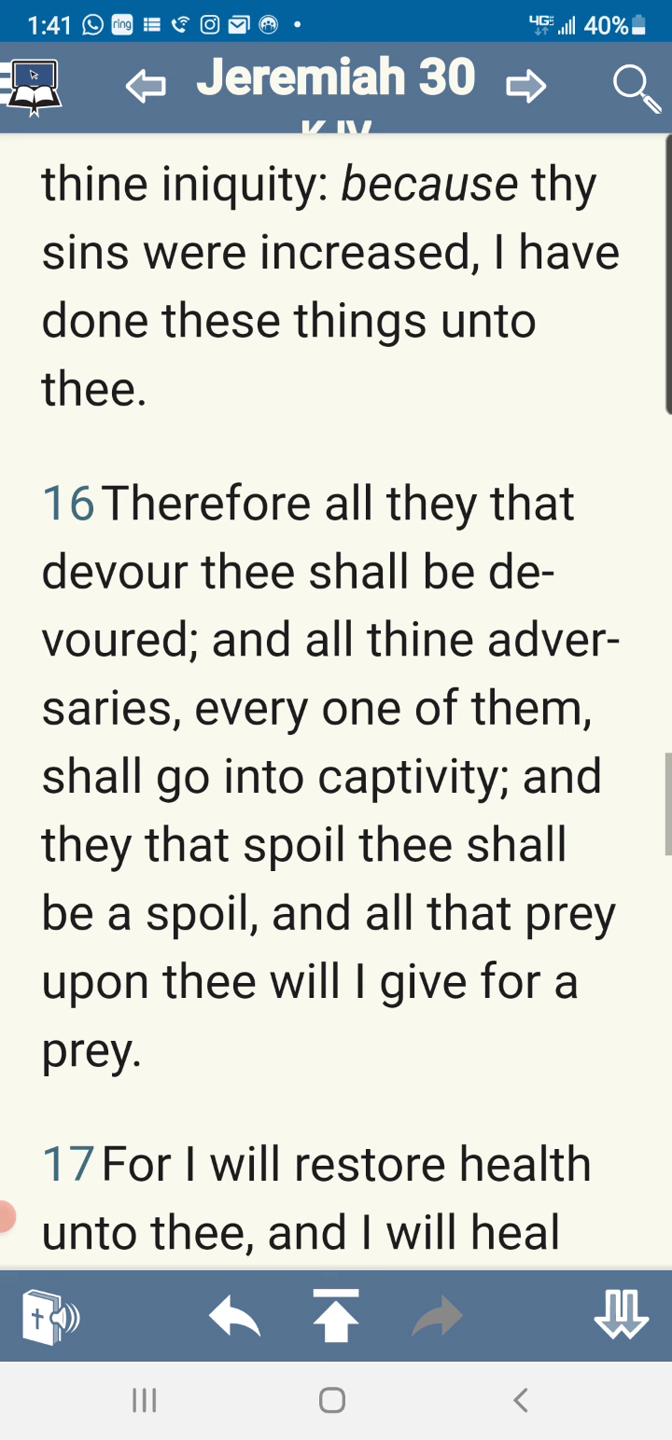 1:41 ring 4GE 40%
Jeremiah 30
KJV
thine iniquity: because thy
sins were increased, I have
done these things unto
thee.
16 Therefore all they that
devour thee shall be de-
voured; and all thine adver-
saries, every one of them,
shall go into captivity; and
they that spoil thee shall
be a spoil, and all that prey
upon thee will I give for a
prey.
17 For I will restore health
unto thee, and I will heal